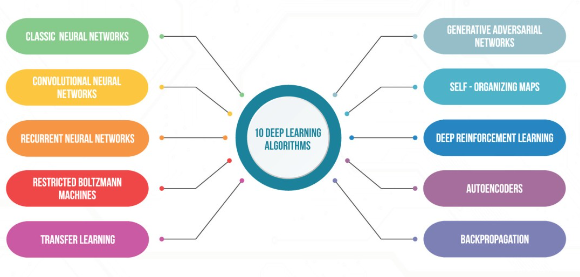 CLASSIC NEURAL NETWORKS
CONVOLUTIONAL NEURAL
NETWORKS
RECURRENT NEURAL NETWORKS
RESTRICTED BOLTZMANN
MACHINES
TRANSFER LEARNING
10 DEEP LEARNING
ALGORITHMS
GENERATIVE ADVERSARIAL
NETWORKS
SELF - ORGANIZING MAPS
DEEP REINFORCEMENT LEARNING
AUTOENCODERS
BACKPROPAGATION